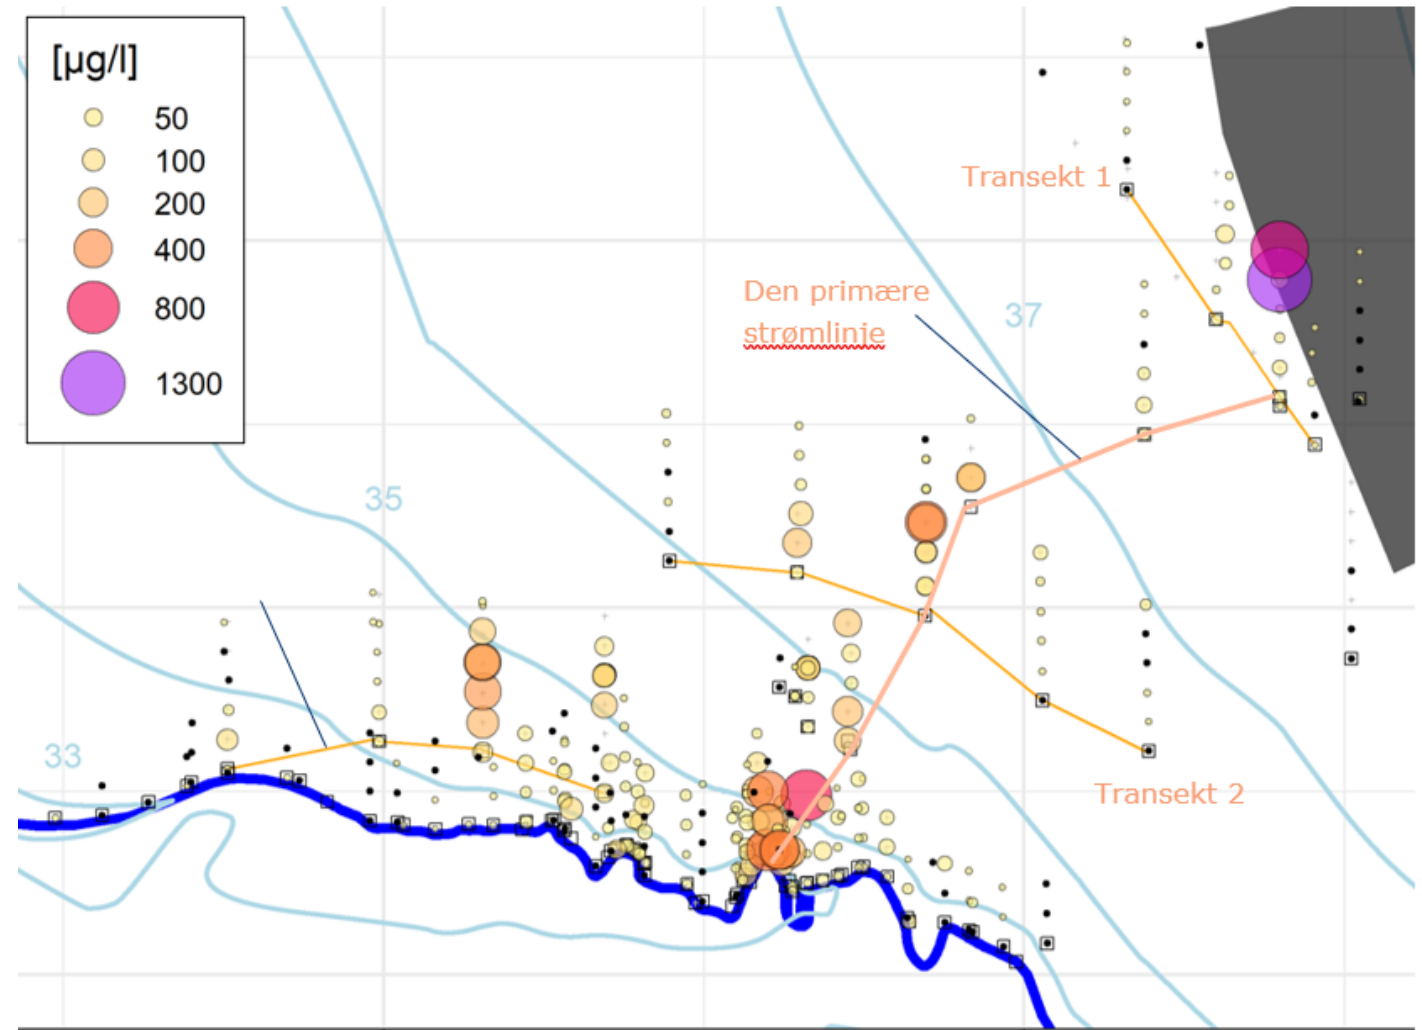 [µg/l]
50
100
200
400
800
1300
Transekt 1
Den primære
strømlinje
37
35
33
Transekt 2